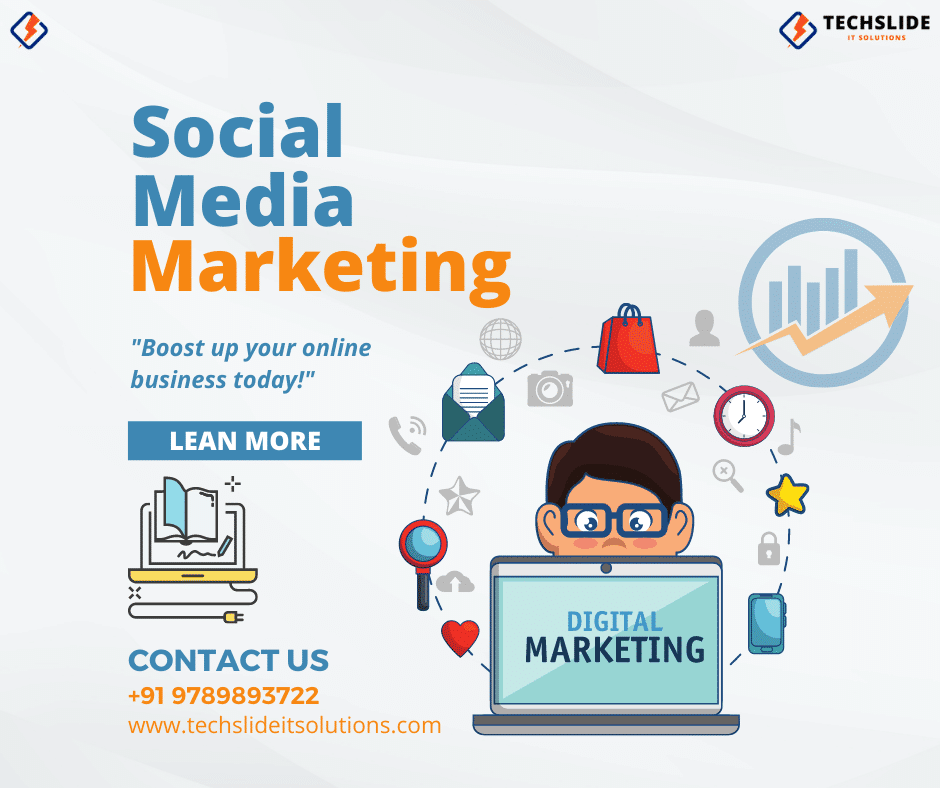 TECHSLIDE
IT SOLUTIONS
Social
Media
Marketing
"Boost up your online
business today!"
LEAN MORE
DIGITAL
MARKETING
CONTACT US
+91 9789893722
www.techslideitsolutions.com